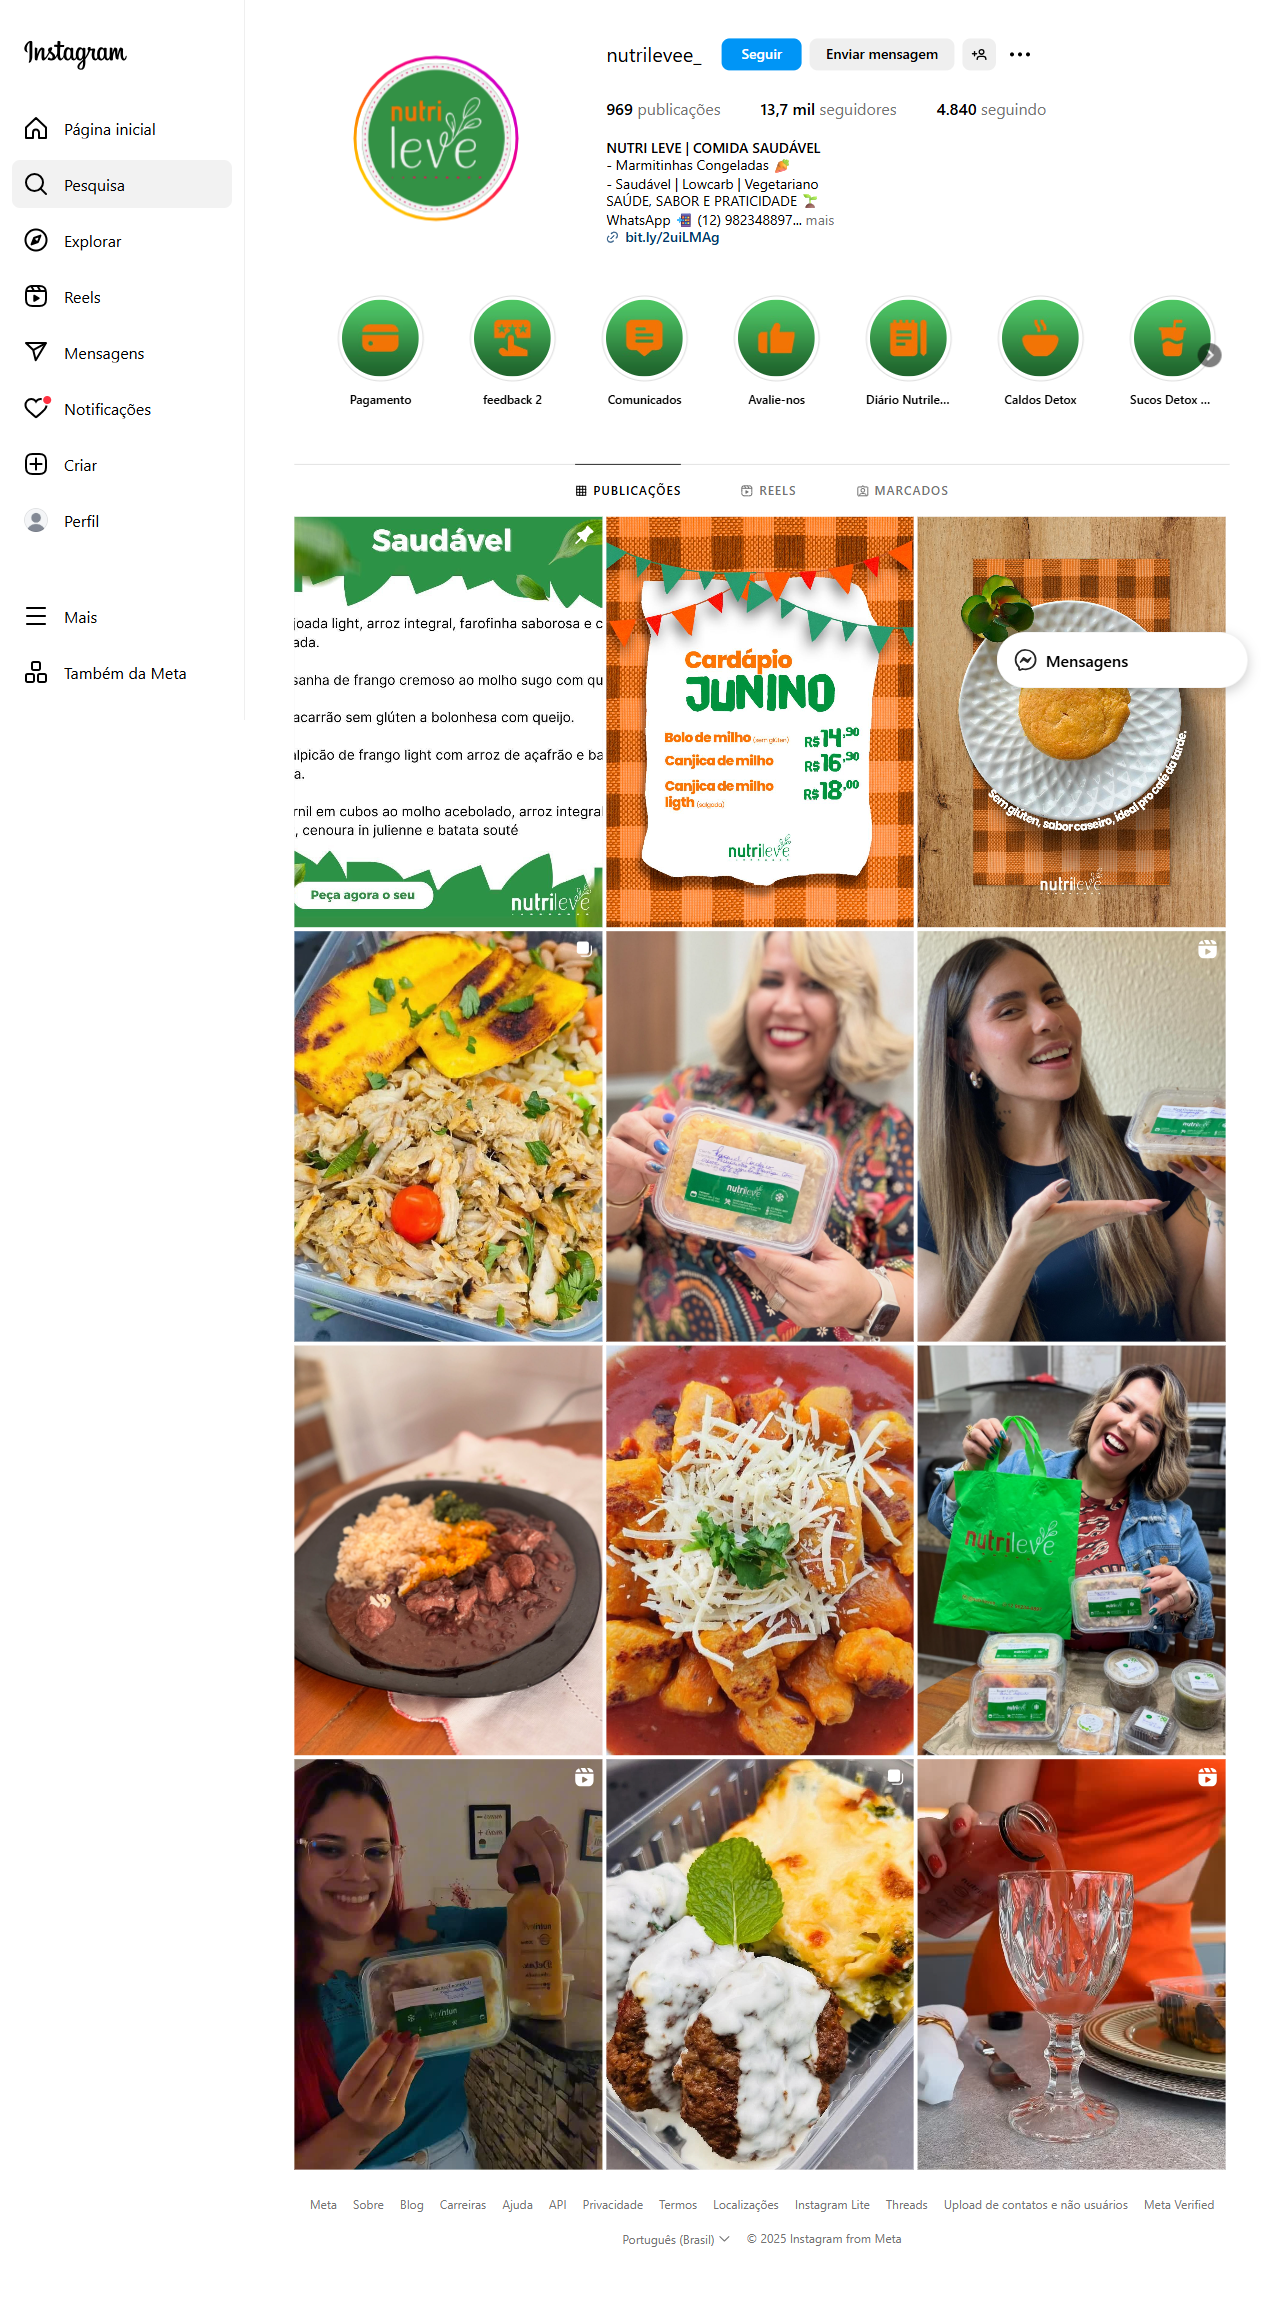 Instagram
Página inicial
Pesquisa
Explorar
Reels
Mensagens
Notificações
Criar
Perfil
Mais
Também da Meta
nutri
leve
nutrilevee_
Seguir
Enviar mensagem
969 publicações
13,7 mil seguidores
4.840 seguindo
NUTRI LEVE | COMIDA SAUDÁVEL
- Marmitinhas Congeladas 🥕
- Saudável | Lowcarb | Vegetariano
SAÚDE, SABOR E PRATICIDADE 🌱
WhatsApp 📲 (12) 982348897... mais
bit.ly/2uiLMAg
Pagamento
feedback 2
Comunicados
Avalie-nos
Diário Nutrile...
Caldos Detox
Sucos Detox ...
PUBLICAÇÕES
REELS
MARCADOS
Saudável
joada light, arroz integral, farofinha saborosa e c
ada.
sanha de frango cremoso ao molho sugo com qu
acarrão sem glúten a bolonhesa com queijo.
alpicão de frango light com arroz de açafrão e ba
a.
rnil em cubos ao molho acebolado, arroz integral
, cenoura in julienne e batata souté
Peça agora o seu
nutrileve
Cardápio
JUNINO
Bolo de milho (sem glúten) R$14,90
Canjica de milho R$16,90
Canjica de milho
ligth (salgada) R$18,00
nutrileve
Sem glúten, sabor caseiro, ideal pro café da tarde.
nutrileve
Mensagens
nutrileve
nutrileve
nutrileve
Meta
Sobre
Blog
Carreiras
Ajuda
API
Privacidade
Termos
Localizações
Instagram Lite
Threads
Upload de contatos e não usuários
Meta Verified
Português (Brasil)
© 2025 Instagram from Meta